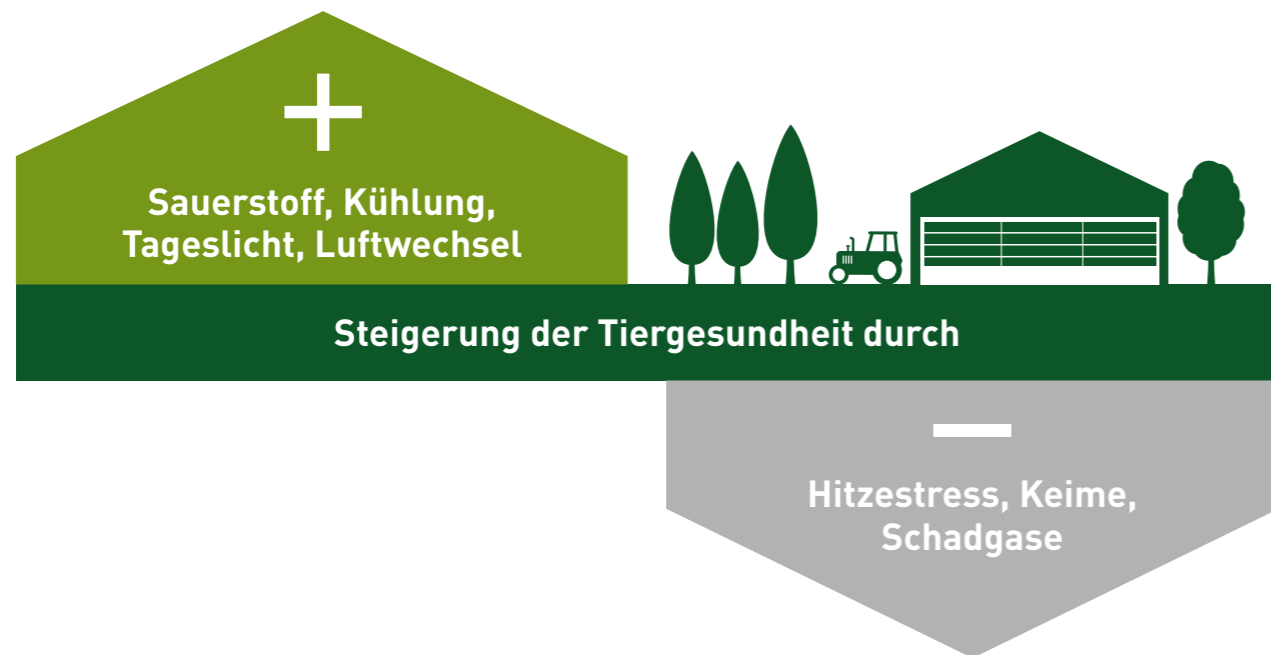 +
Sauerstoff, Kühlung,
Tageslicht, Luftwechsel
Steigerung der Tiergesundheit durch
−
Hitzestress, Keime,
Schadgase